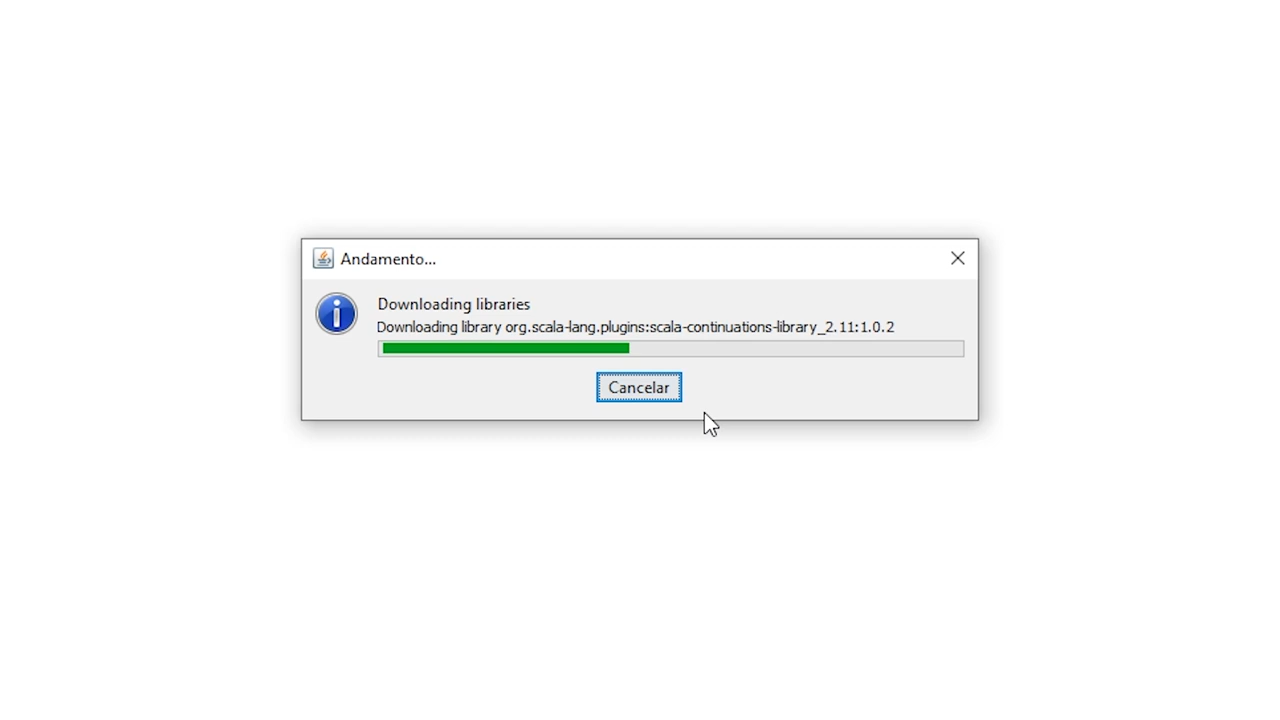 Andamento...
Downloading libraries
Downloading library org.scala-lang.plugins:scala-continuations-library_2.11:1.0.2
Cancelar